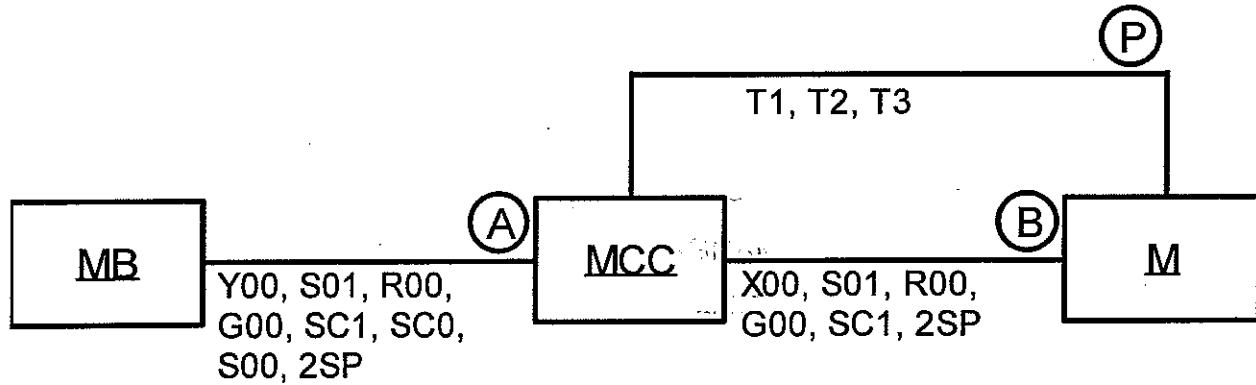 P
T1, T2, T3
A
B
MB
MCC
M
Y00, S01, R00,
G00, SC1, SC0,
S00, 2SP
X00, S01, R00,
G00, SC1, 2SP